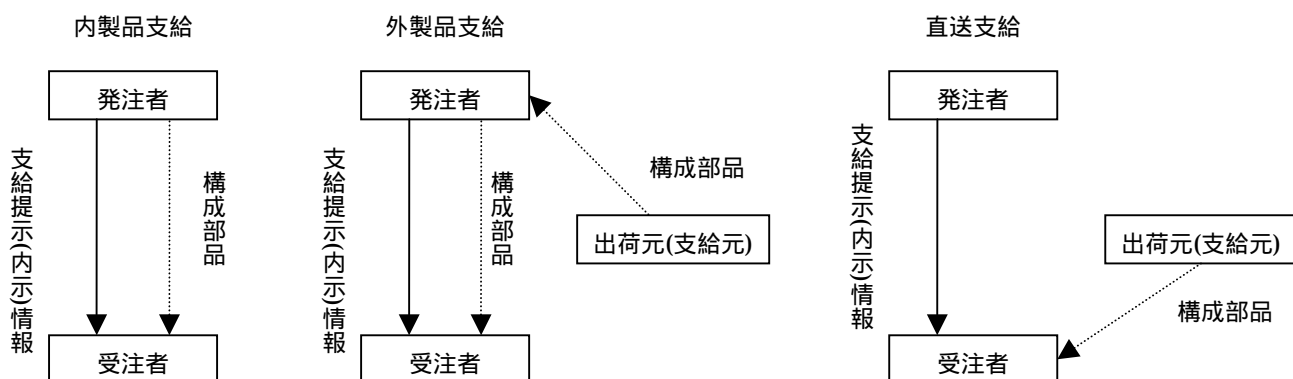 内製品支給
発注者
支給提示(内示)情報
構成部品
受注者
外製品支給
発注者
支給提示(内示)情報
構成部品
構成部品
出荷元(支給元)
受注者
直送支給
発注者
支給提示(内示)情報
出荷元(支給元)
構成部品
受注者